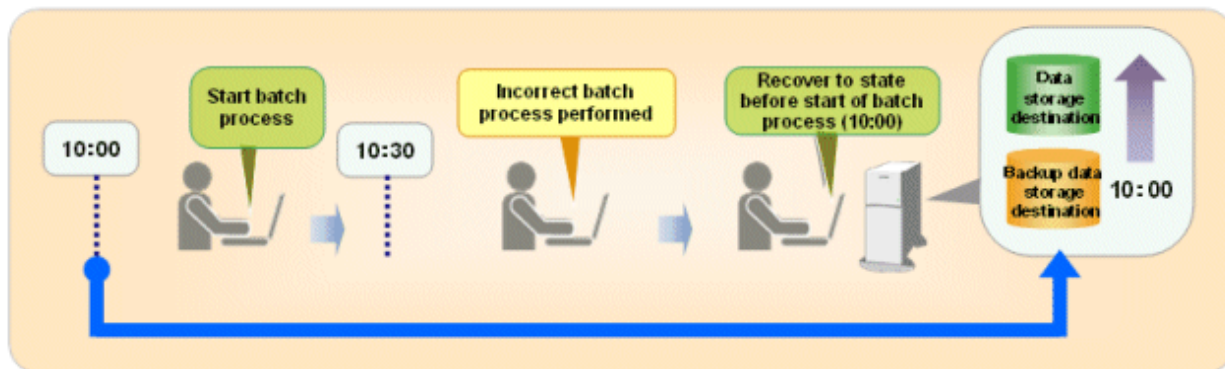 10:00
Start batch
process
10:30
Incorrect batch
process performed
Recover to state
before start of batch
process (10:00)
Data
storage
destination
Backup data
storage
destination
10:00